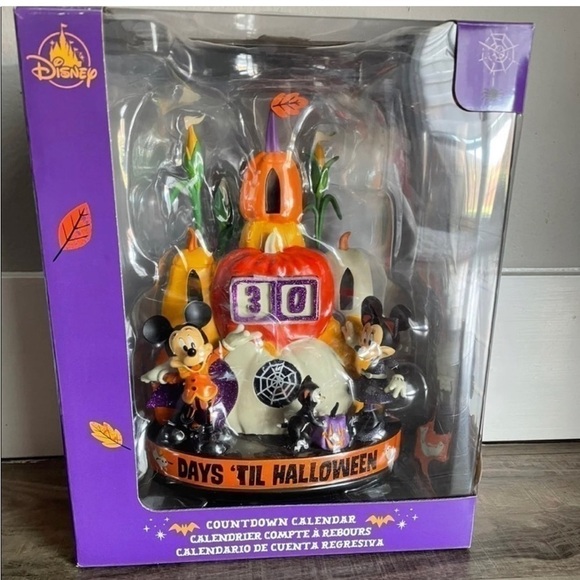 Disney
30
DAYS 'TIL HALLOWEEN
COUNTDOWN CALENDAR
CALENDRIER COMPTE À REBOURS
CALENDARIO DE CUENTA REGRESIVA